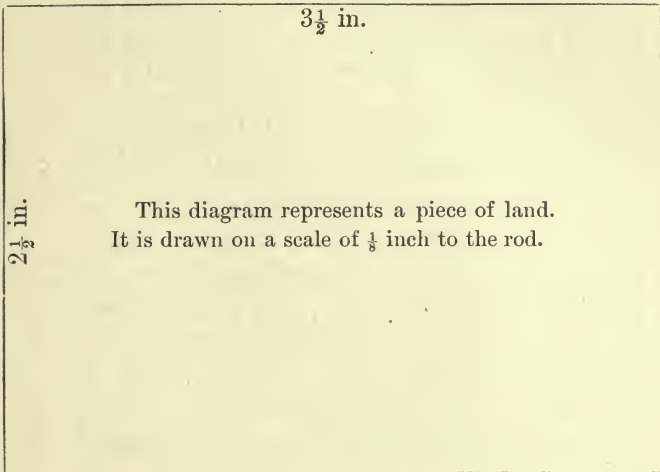 3½ in.
2½ in.
This diagram represents a piece of land.
It is drawn on a scale of ⅛ inch to the rod.